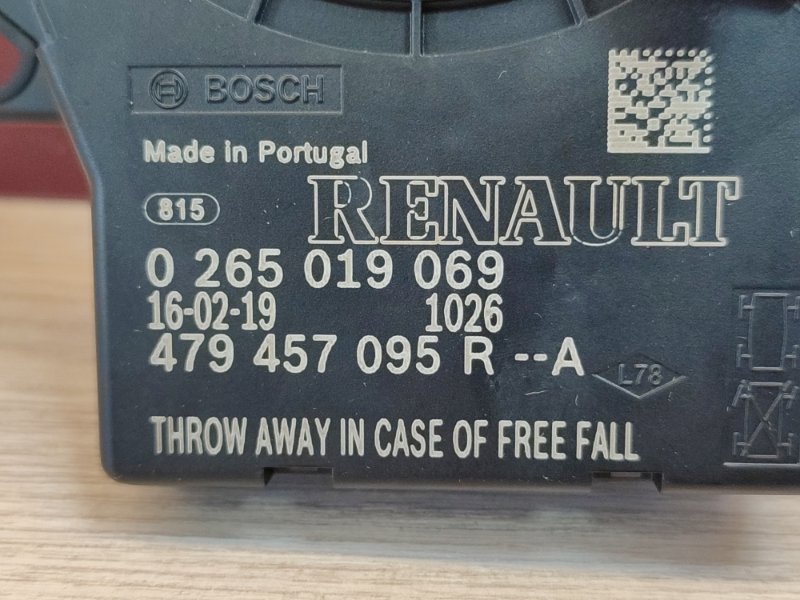 BOSCH
Made in Portugal
815
RENAULT
0 265 019 069
16-02-19 1026
479 457 095 R --A
L78
THROW AWAY IN CASE OF FREE FALL